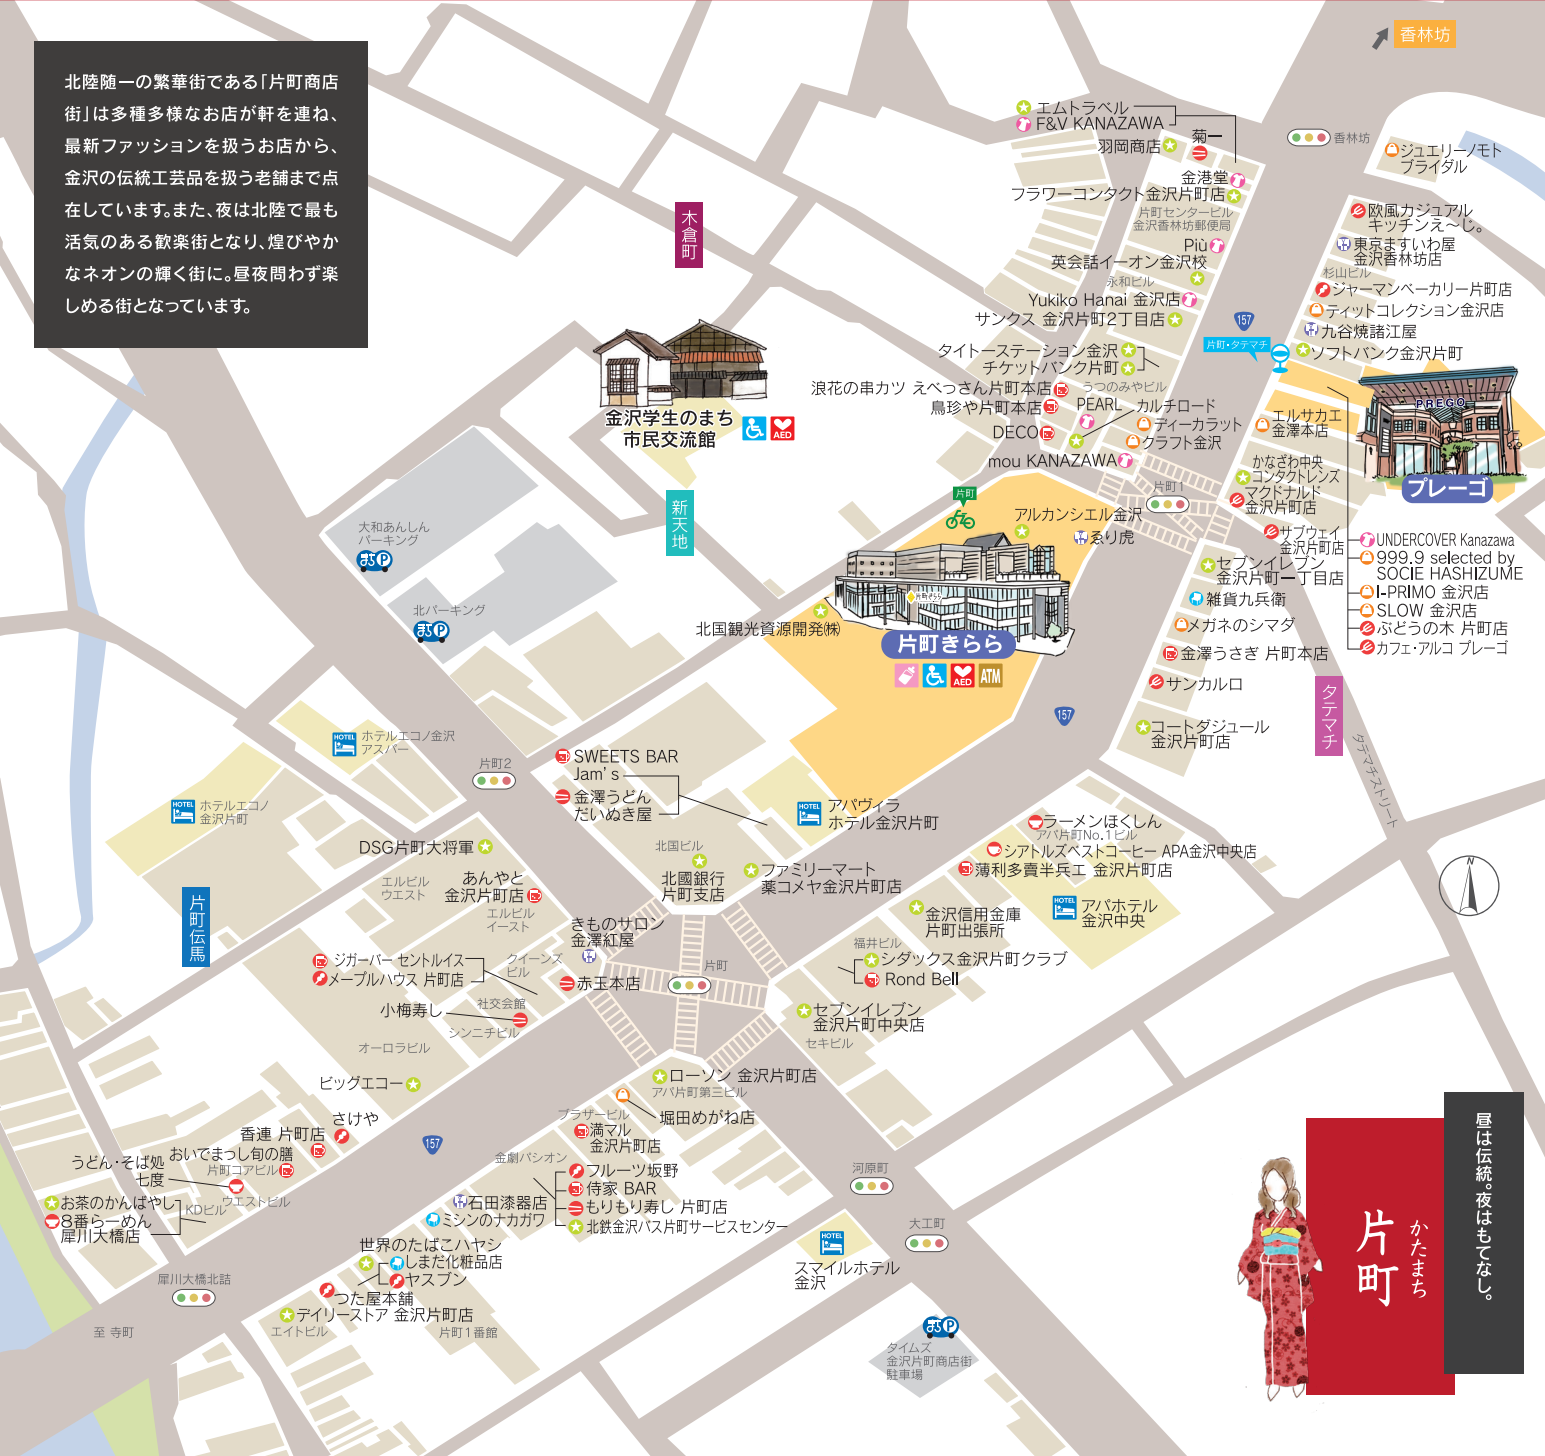 香林坊
北陸随一の繁華街である「片町商店
街」は多種多様なお店が軒を連ね、
最新ファッションを扱うお店から、
金沢の伝統工芸品を扱う老舗まで点
在しています。また、夜は北陸で最も
活気のある歓楽街となり、煌びやか
なネオンの輝く街に。昼夜問わず楽
しめる街となっています。
エムトラベル
F&V KANAZAWA
羽岡商店
菊一
香林坊
ジュエリーノモト
ブライダル
金港堂
フラワーコンタクト金沢片町店
片町センタービル
金沢香林坊郵便局
欧風カジュアル
キッチンえ〜じ。
東京ますいわ屋
金沢香林坊店
杉山ビル
木倉町
Più
英会話イーオン金沢校
永和ビル
Yukiko Hanai 金沢店
サンクス 金沢片町2丁目店
157
ジャーマンベーカリー片町店
ティットコレクション金沢店
九谷焼諸江屋
片町・タテマチ
ソフトバンク金沢片町
タイトーステーション金沢
チケットバンク片町
うつのみやビル
浪花の串カツ えべっさん片町本店
鳥珍や片町本店
PEARL
カルチロード
DECO
ディーカラット
クラフト金沢
mou KANAZAWA
エルサカエ
金澤本店
PREGO
プレーゴ
かなざわ中央
コンタクトレンズ
マクドナルド
金沢片町店
片町1
サブウェイ
金沢片町店
金沢学生のまち
市民交流館
AED
新天地
片町
アルカンシエル金沢
ゑり虎
大和あんしん
パーキング
まちP
北パーキング
まちP
片町きらら
北国観光資源開発㈱
片町きらら
AED
ATM
セブンイレブン
金沢片町一丁目店
雑貨九兵衛
メガネのシマダ
金澤うさぎ 片町本店
サンカルロ
コートダジュール
金沢片町店
UNDERCOVER Kanazawa
999.9 selected by
SOCIE HASHIZUME
I-PRIMO 金沢店
SLOW 金沢店
ぶどうの木 片町店
カフェ・アルコ プレーゴ
タテマチ
タテマチストリート
157
HOTEL
ホテルエコノ金沢
アスパー
片町2
SWEETS BAR
Jam's
金澤うどん
だいぬき屋
HOTEL
ホテルエコノ
金沢片町
HOTEL
アパヴィラ
ホテル金沢片町
DSG片町大将軍
あんやと
金沢片町店
エルビル
ウエスト
エルビル
イースト
北国ビル
北國銀行
片町支店
ファミリーマート
薬コメヤ金沢片町店
ラーメンほくしん
アパ片町No.1ビル
シアトルズベストコーヒー APA金沢中央店
薄利多賣半兵エ 金沢片町店
HOTEL
アパホテル
金沢中央
N
片町伝馬
きものサロン
金澤紅屋
金沢信用金庫
片町出張所
福井ビル
シダックス金沢片町クラブ
Rond Bell
ジガーバー セントルイス
メープルハウス 片町店
クイーンズ
ビル
赤玉本店
片町
小梅寿し
社交会館
シンニチビル
オーロラビル
セブンイレブン
金沢片町中央店
セキビル
ビッグエコー
ローソン 金沢片町店
アパ片町第三ビル
堀田めがね店
さけや
香連 片町店
おいでまっし旬の膳
片町コアビル
157
ブラザービル
満マル
金沢片町店
うどん・そば処
七度
ウエストビル
KDビル
お茶のかんばやし
8番らーめん
犀川大橋店
金劇パシオン
フルーツ坂野
侍家 BAR
もりもり寿し 片町店
北鉄金沢バス片町サービスセンター
石田漆器店
ミシンのナカガワ
河原町
大工町
世界のたばこハヤシ
しまだ化粧品店
ヤスブン
つた屋本舗
デイリーストア 金沢片町店
エイトビル
片町1番館
犀川大橋北詰
至 寺町
HOTEL
スマイルホテル
金沢
まちP
タイムズ
金沢片町商店街
駐車場
昼は伝統。夜はもてなし。
かたまち
片町